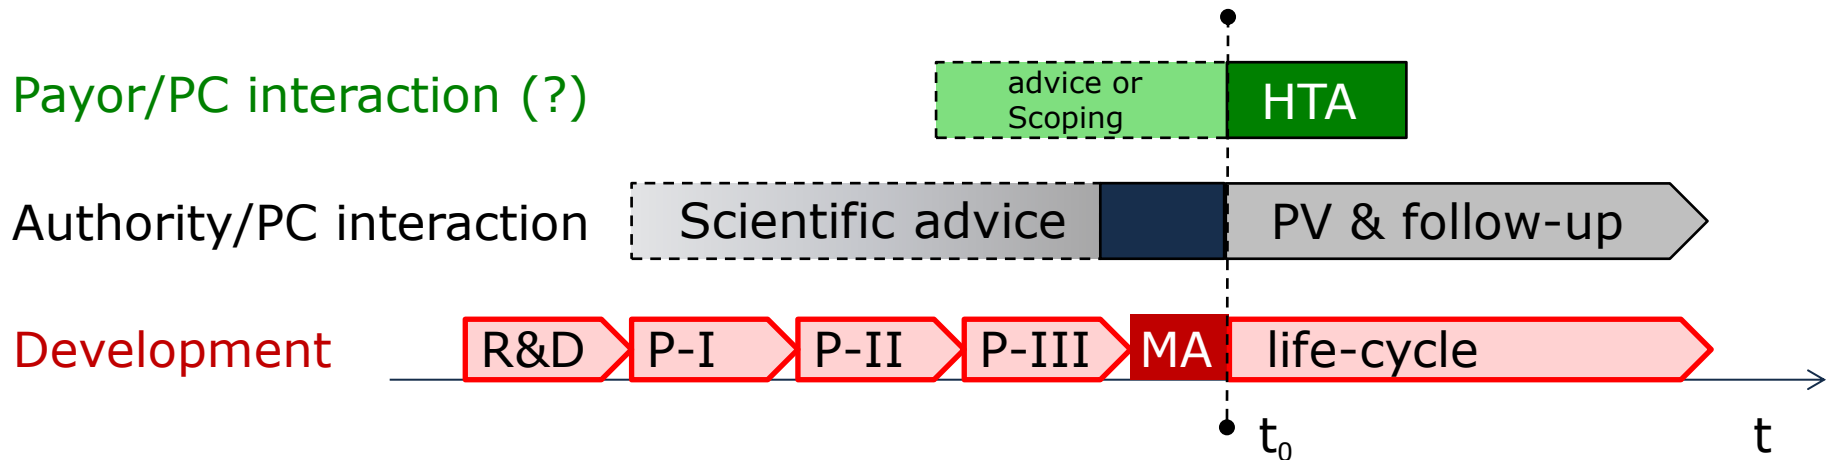 Payor/PC interaction (?)
advice or
Scoping
HTA
Authority/PC interaction
Scientific advice
PV & follow-up
Development
R&D
P-I
P-II
P-III
MA
life-cycle
t₀
t